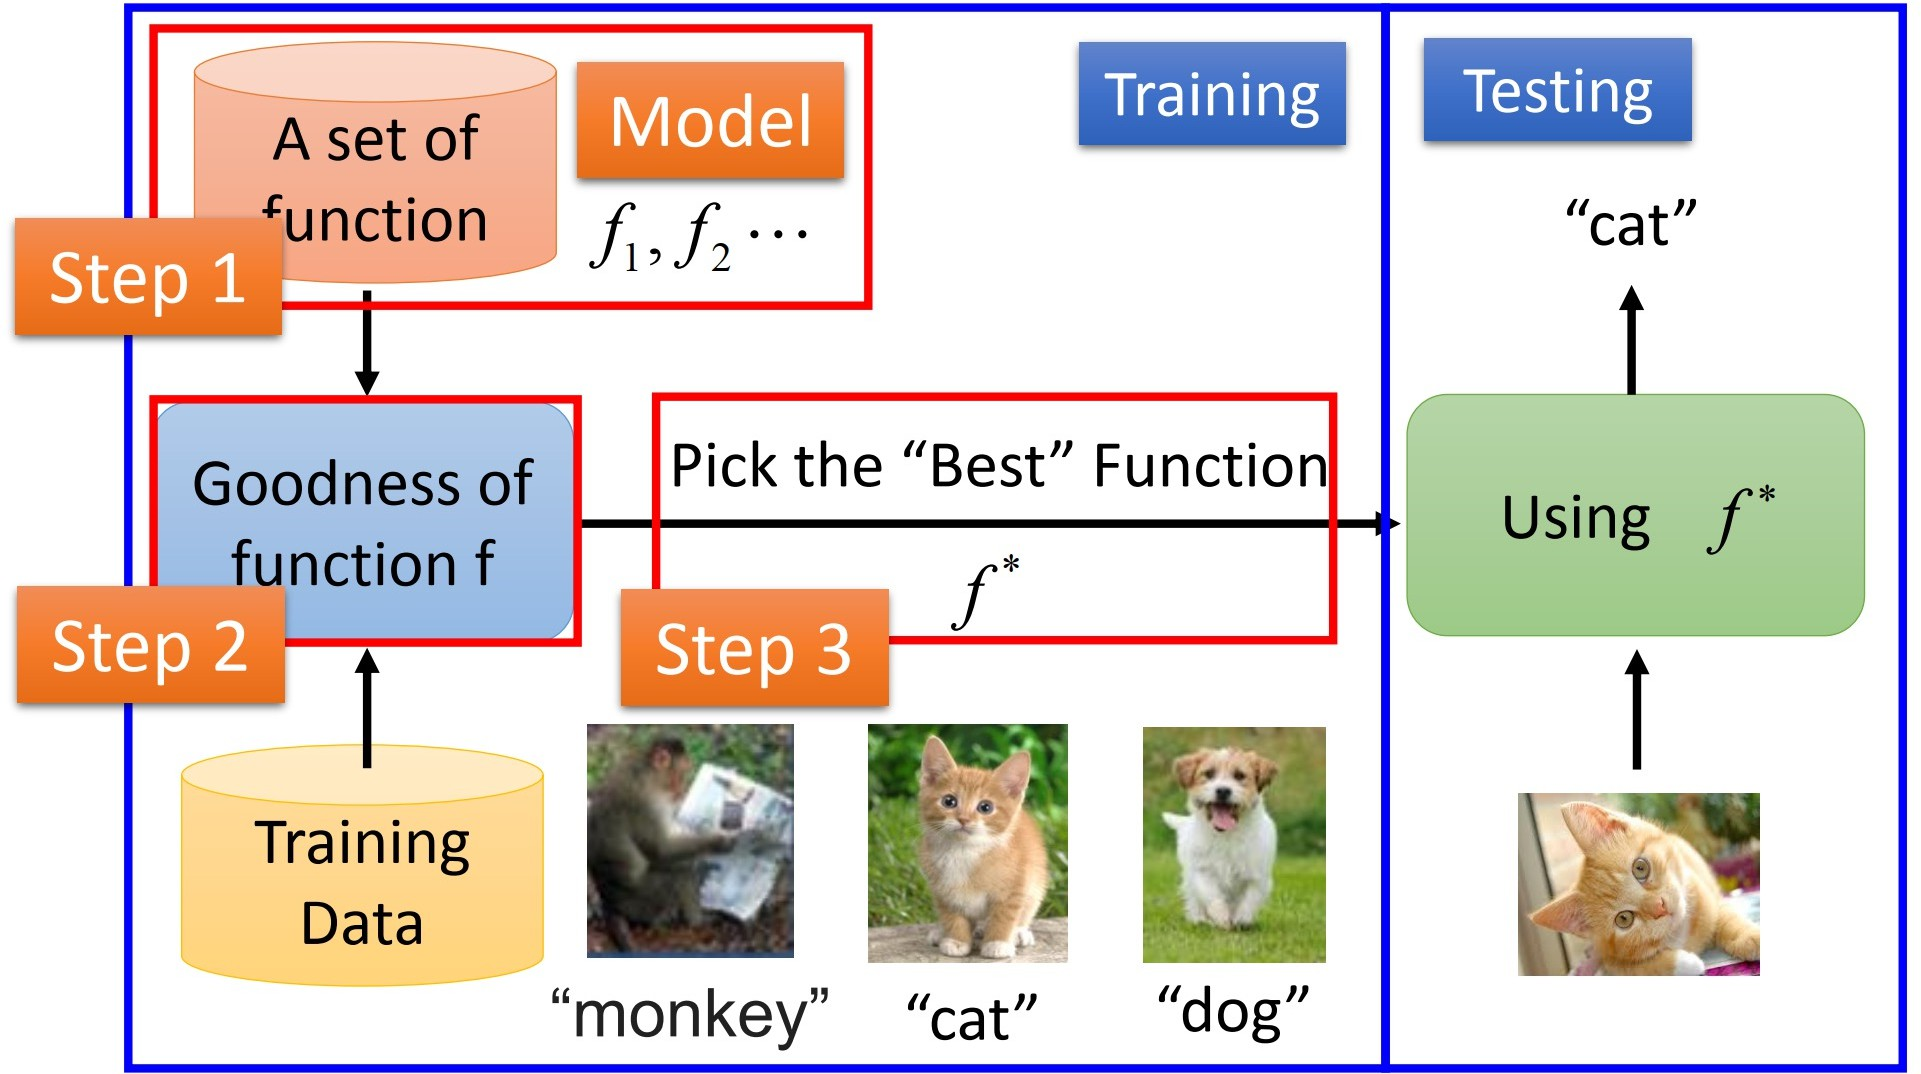 A set of
function
Model
f₁, f₂ ⋯
Step 1
Training
Testing
“cat”
Goodness of
function f
Step 2
Pick the “Best” Function
f*
Step 3
Using f*
Training
Data
“monkey”
“cat”
“dog”